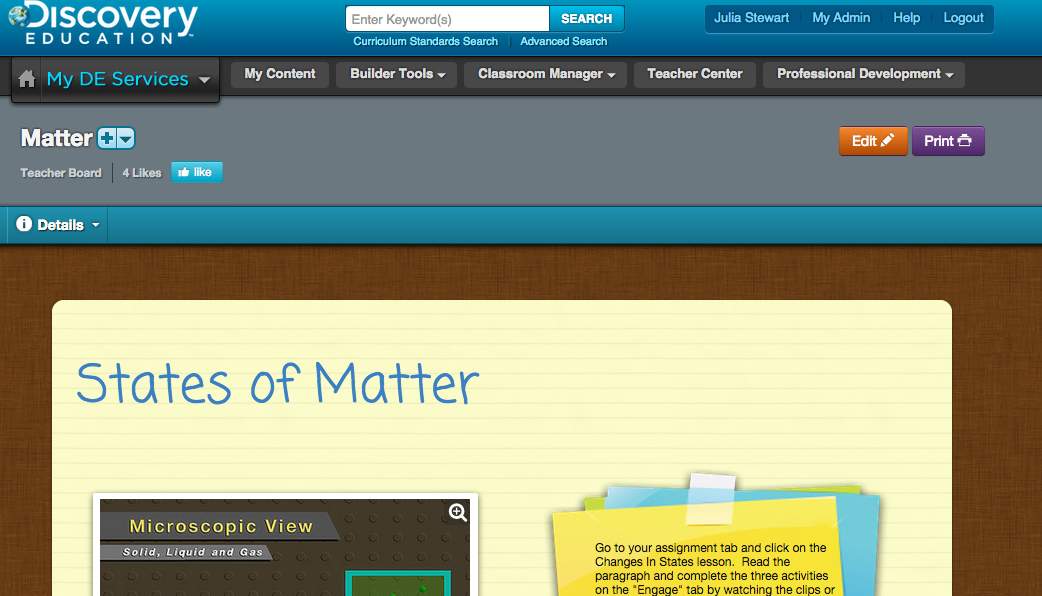 Discovery
EDUCATION
Enter Keyword(s)
SEARCH
Curriculum Standards Search | Advanced Search
Julia Stewart
My Admin
Help
Logout
My DE Services
My Content
Builder Tools
Classroom Manager
Teacher Center
Professional Development
Matter
Edit
Print
Teacher Board
4 Likes
like
Details
States of Matter
Microscopic View
Solid, Liquid and Gas
Go to your assignment tab and click on the
Changes In States lesson. Read the
paragraph and complete the three activities
on the "Engage" tab by watching the clips or